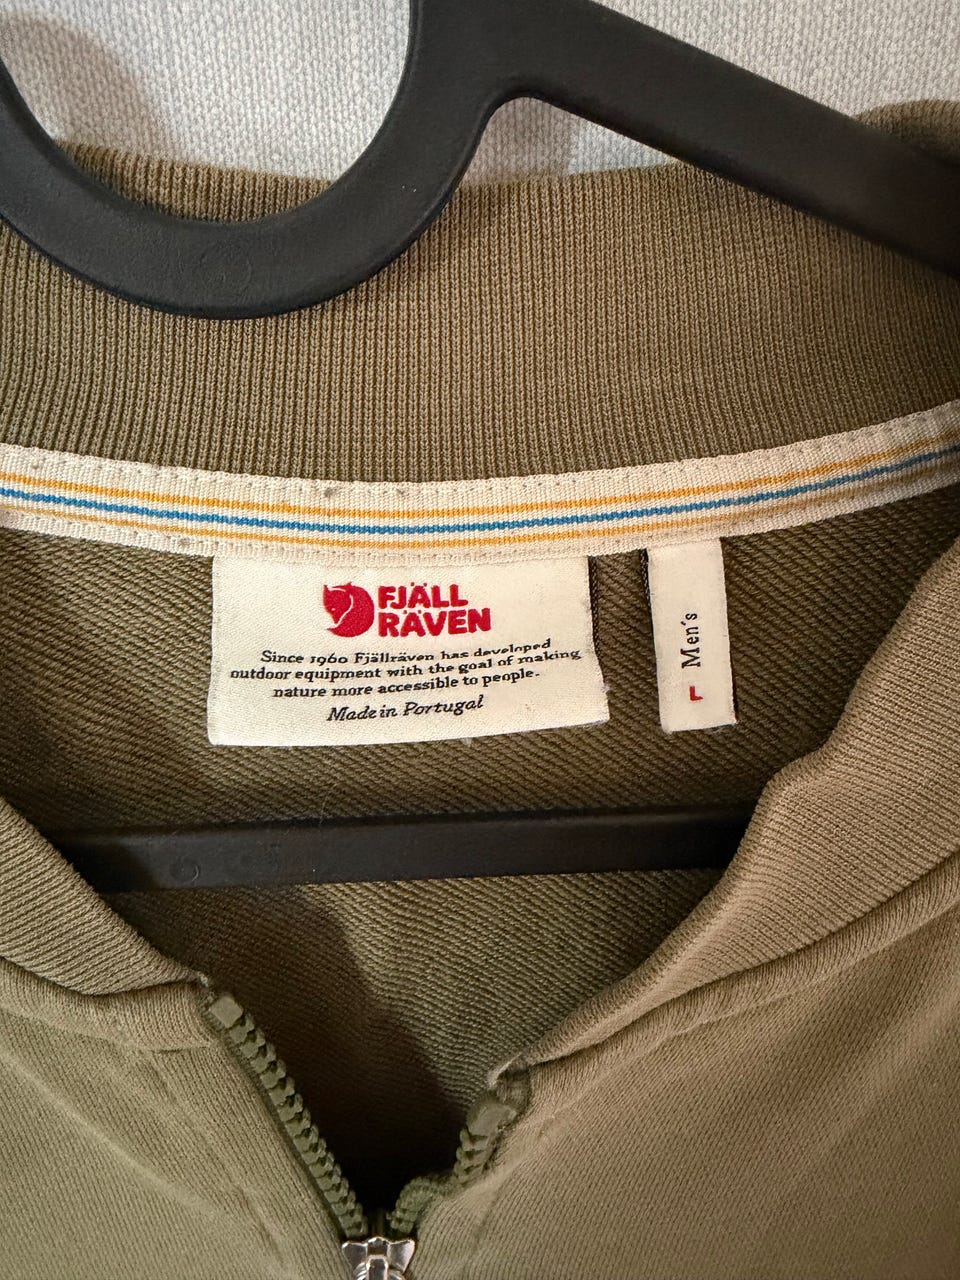 FJÄLL
RÄVEN
Since 1960 Fjällräven has developed
outdoor equipment with the goal of making
nature more accessible to people.
Made in Portugal
Men's
L